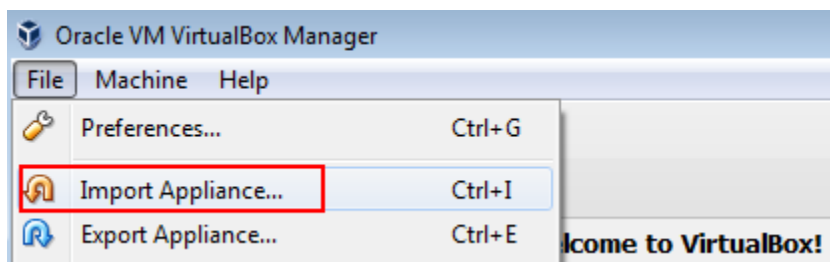 Oracle VM VirtualBox Manager
File Machine Help
Preferences... Ctrl+G
Import Appliance... Ctrl+I
Export Appliance... Ctrl+E
lcome to VirtualBox!